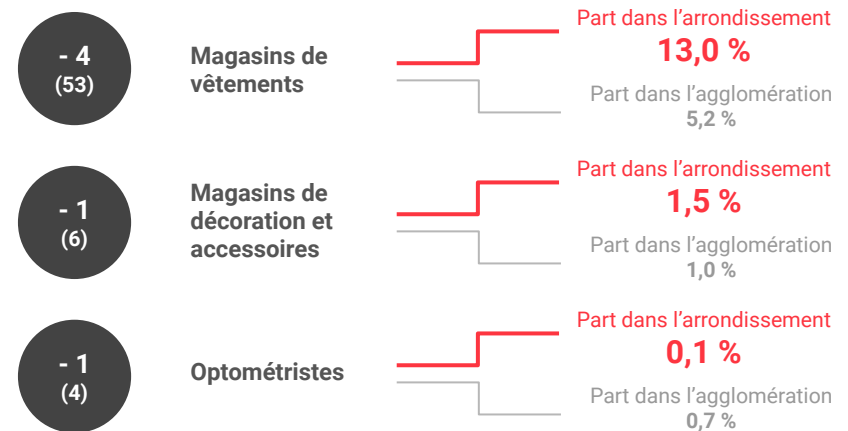 - 4
(53)
Magasins de
vêtements
Part dans l'arrondissement
13,0 %
Part dans l'agglomération
5,2 %
- 1
(6)
Magasins de
décoration et
accessoires
Part dans l'arrondissement
1,5 %
Part dans l'agglomération
1,0 %
- 1
(4)
Optométristes
Part dans l'arrondissement
0,1 %
Part dans l'agglomération
0,7 %